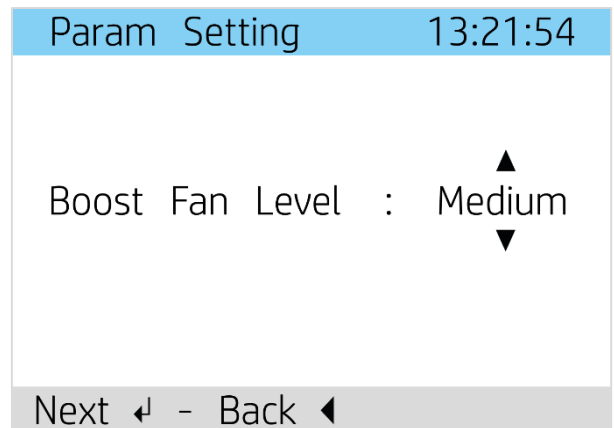 Param Setting 13:21:54
▲
Boost Fan Level : Medium
▼
Next ↲ - Back ◀